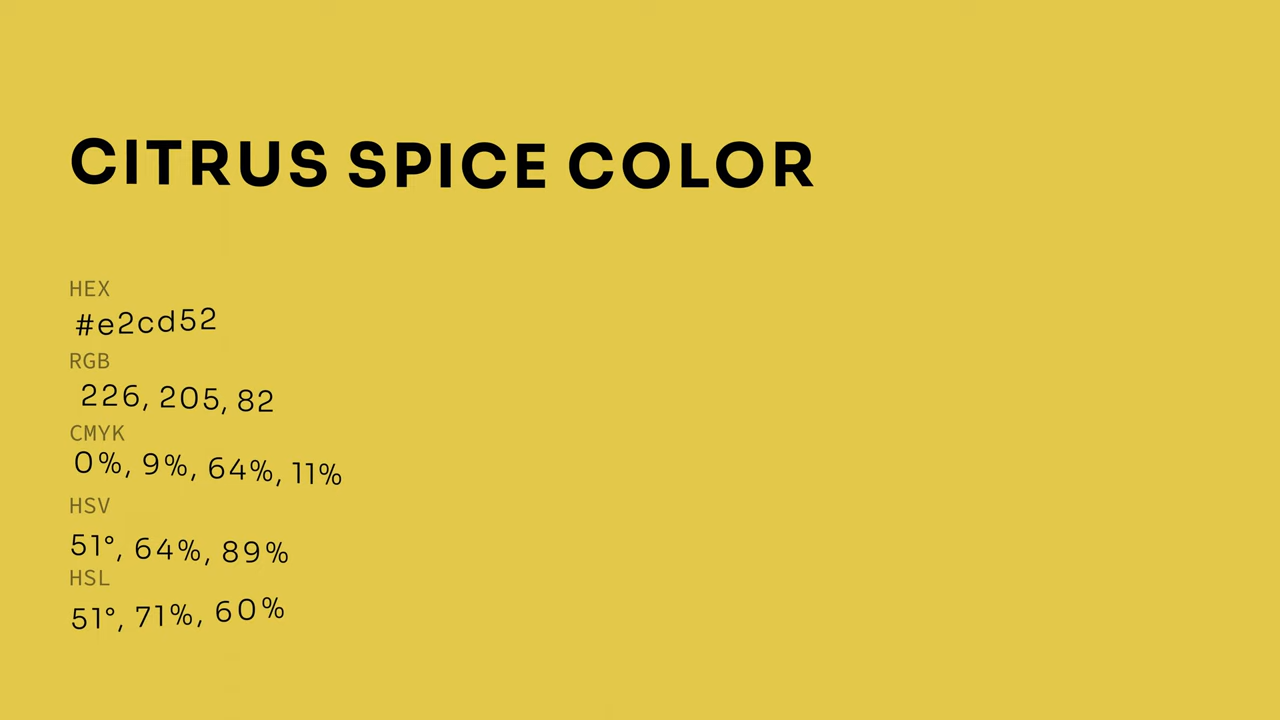 CITRUS SPICE COLOR
HEX
#e2cd52
RGB
226, 205, 82
CMYK
0%, 9%, 64%, 11%
HSV
51°, 64%, 89%
HSL
51°, 71%, 60%